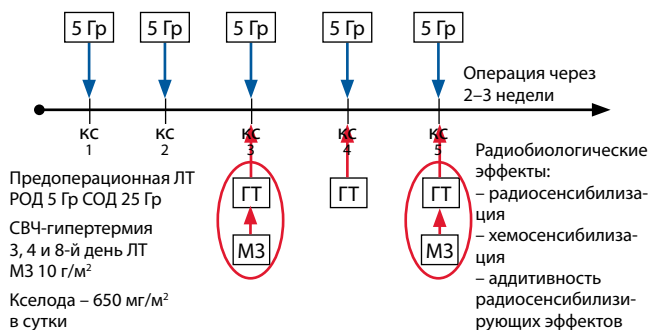 5 Гр 5 Гр 5 Гр 5 Гр 5 Гр
Операция через
2–3 недели
КС КС КС КС КС
1 2 3 4 5
Предоперационная ЛТ
РОД 5 Гр СОД 25 Гр
СВЧ-гипертермия
3, 4 и 8-й день ЛТ
МЗ 10 г/м²
Кселода – 650 мг/м²
в сутки
ГТ ГТ ГТ
МЗ МЗ
Радиобиологические
эффекты:
– радиосенсибилиза-
ция
– хемосенсибилиза-
ция
– аддитивность
радиосенсибилизи-
рующих эффектов